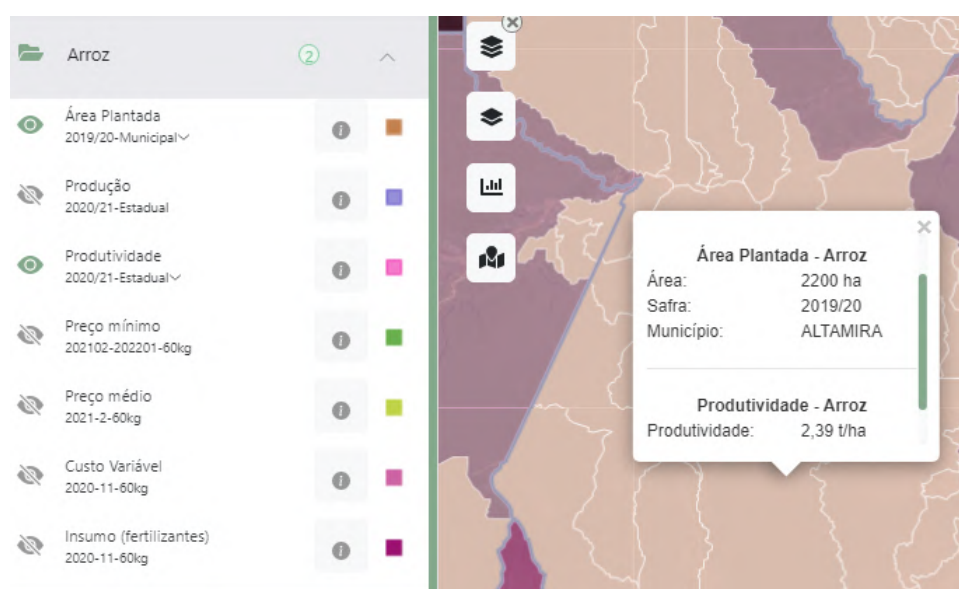 Arroz
2
Área Plantada
2019/20-Municipal
Produção
2020/21-Estadual
Produtividade
2020/21-Estadual
Preço mínimo
202102-202201-60kg
Preço médio
2021-2-60kg
Custo Variável
2020-11-60kg
Insumo (fertilizantes)
2020-11-60kg
Área Plantada - Arroz
Área: 2200 ha
Safra: 2019/20
Município: ALTAMIRA
Produtividade - Arroz
Produtividade: 2,39 t/ha